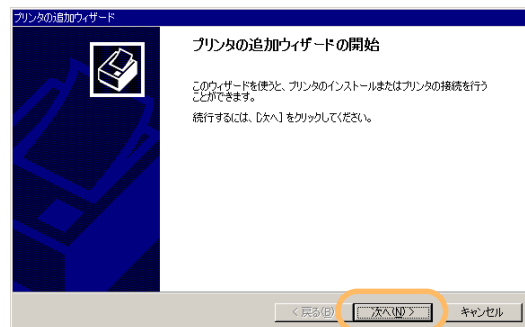 プリンタの追加ウィザード
プリンタの追加ウィザードの開始
このウィザードを使うと、プリンタのインストールまたはプリンタの接続を行う
ことができます。
続行するには、[次へ] をクリックしてください。
< 戻る(B)
次へ(N) >
キャンセル